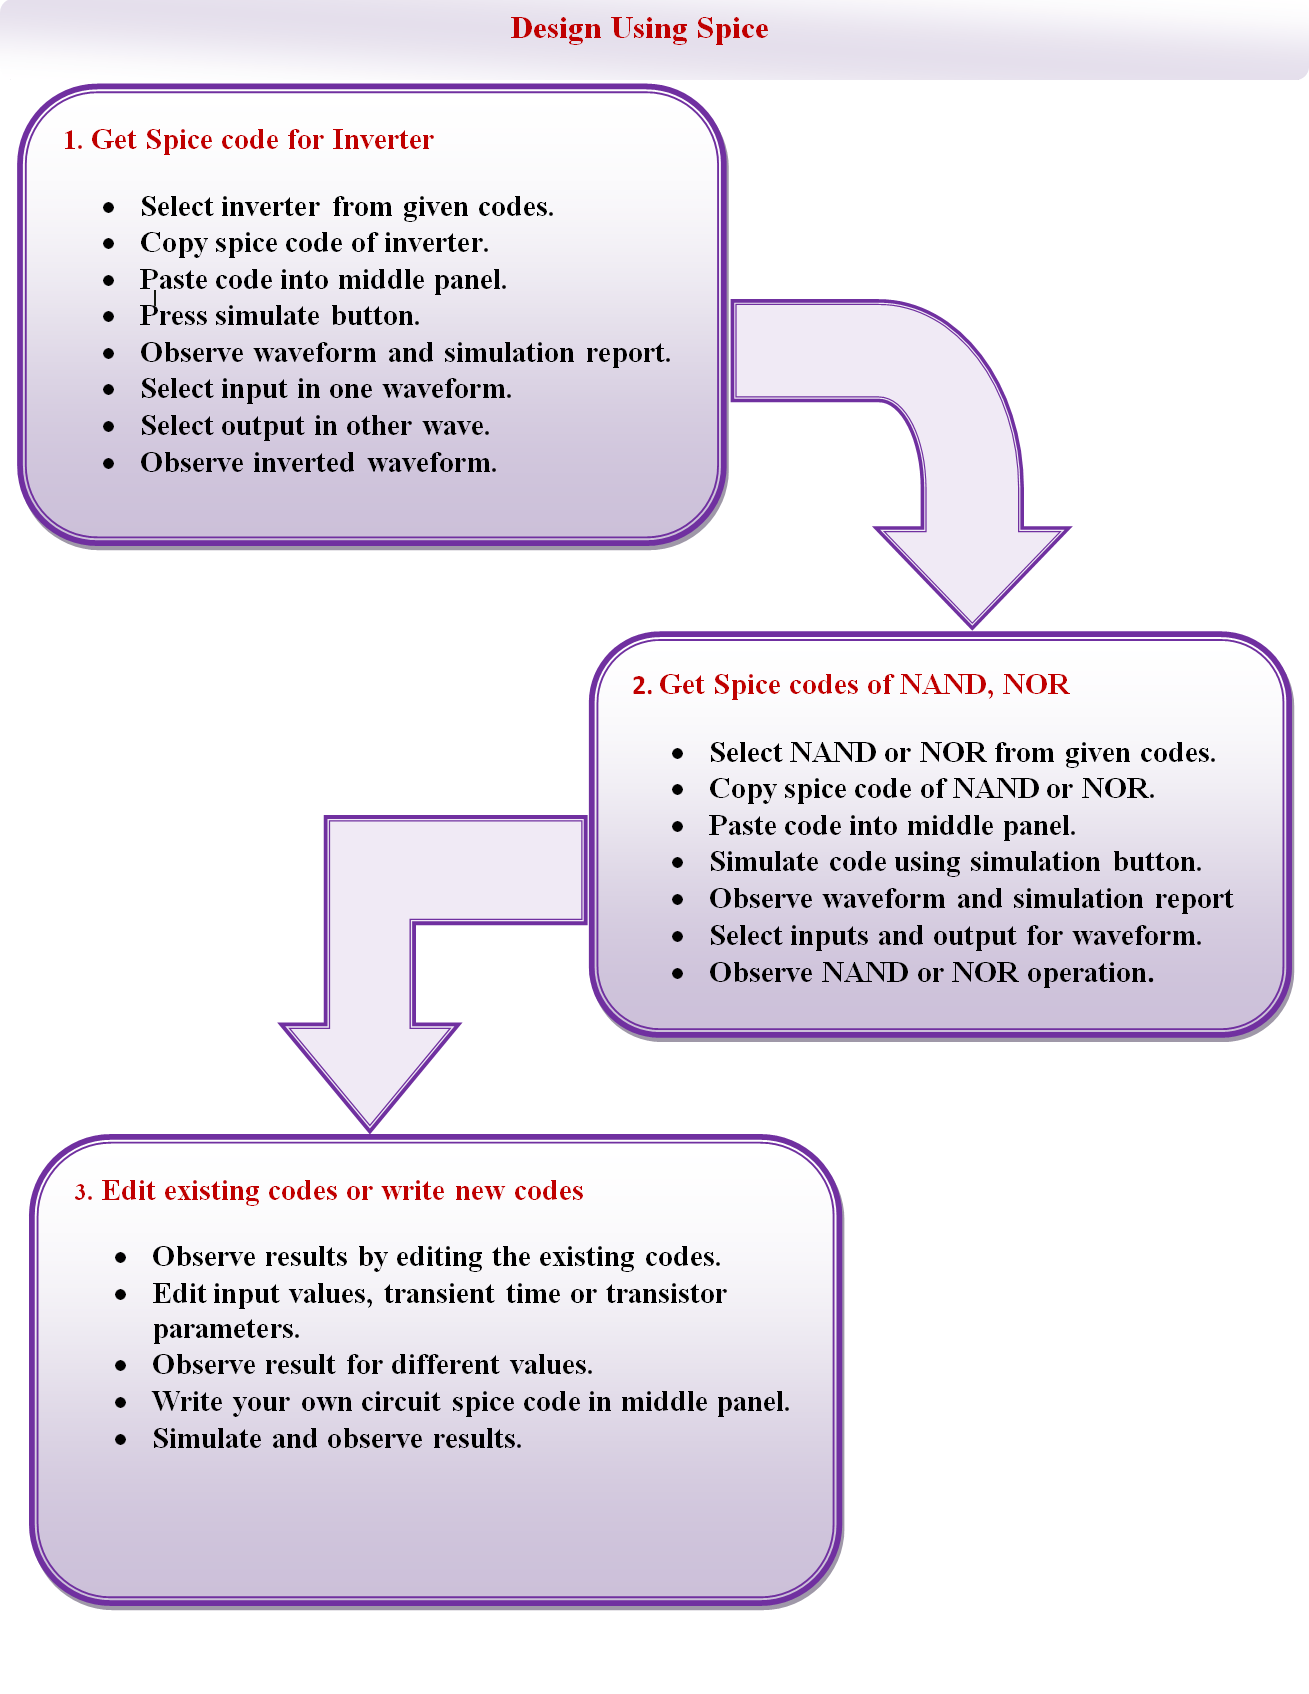 Design Using Spice
1. Get Spice code for Inverter
• Select inverter from given codes.
• Copy spice code of inverter.
• Paste code into middle panel.
• Press simulate button.
• Observe waveform and simulation report.
• Select input in one waveform.
• Select output in other wave.
• Observe inverted waveform.
2. Get Spice codes of NAND, NOR
• Select NAND or NOR from given codes.
• Copy spice code of NAND or NOR.
• Paste code into middle panel.
• Simulate code using simulation button.
• Observe waveform and simulation report
• Select inputs and output for waveform.
• Observe NAND or NOR operation.
3. Edit existing codes or write new codes
• Observe results by editing the existing codes.
• Edit input values, transient time or transistor
parameters.
• Observe result for different values.
• Write your own circuit spice code in middle panel.
• Simulate and observe results.